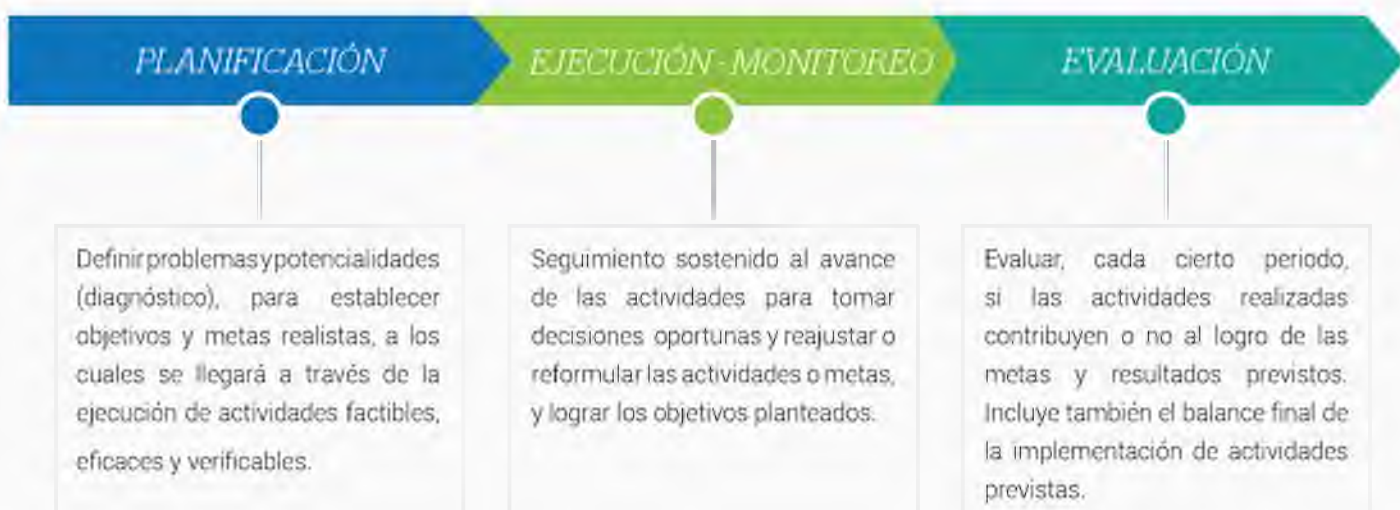 PLANIFICACIÓN
EJECUCIÓN - MONITOREO
EVALUACIÓN
Definir problemas y potencialidades
(diagnóstico), para establecer
objetivos y metas realistas, a los
cuales se llegará a través de la
ejecución de actividades factibles,
eficaces y verificables.
Seguimiento sostenido al avance
de las actividades para tomar
decisiones oportunas y reajustar o
reformular las actividades o metas,
y lograr los objetivos planteados.
Evaluar, cada cierto periodo,
si las actividades realizadas
contribuyen o no al logro de las
metas y resultados previstos.
Incluye también el balance final de
la implementación de actividades
previstas.